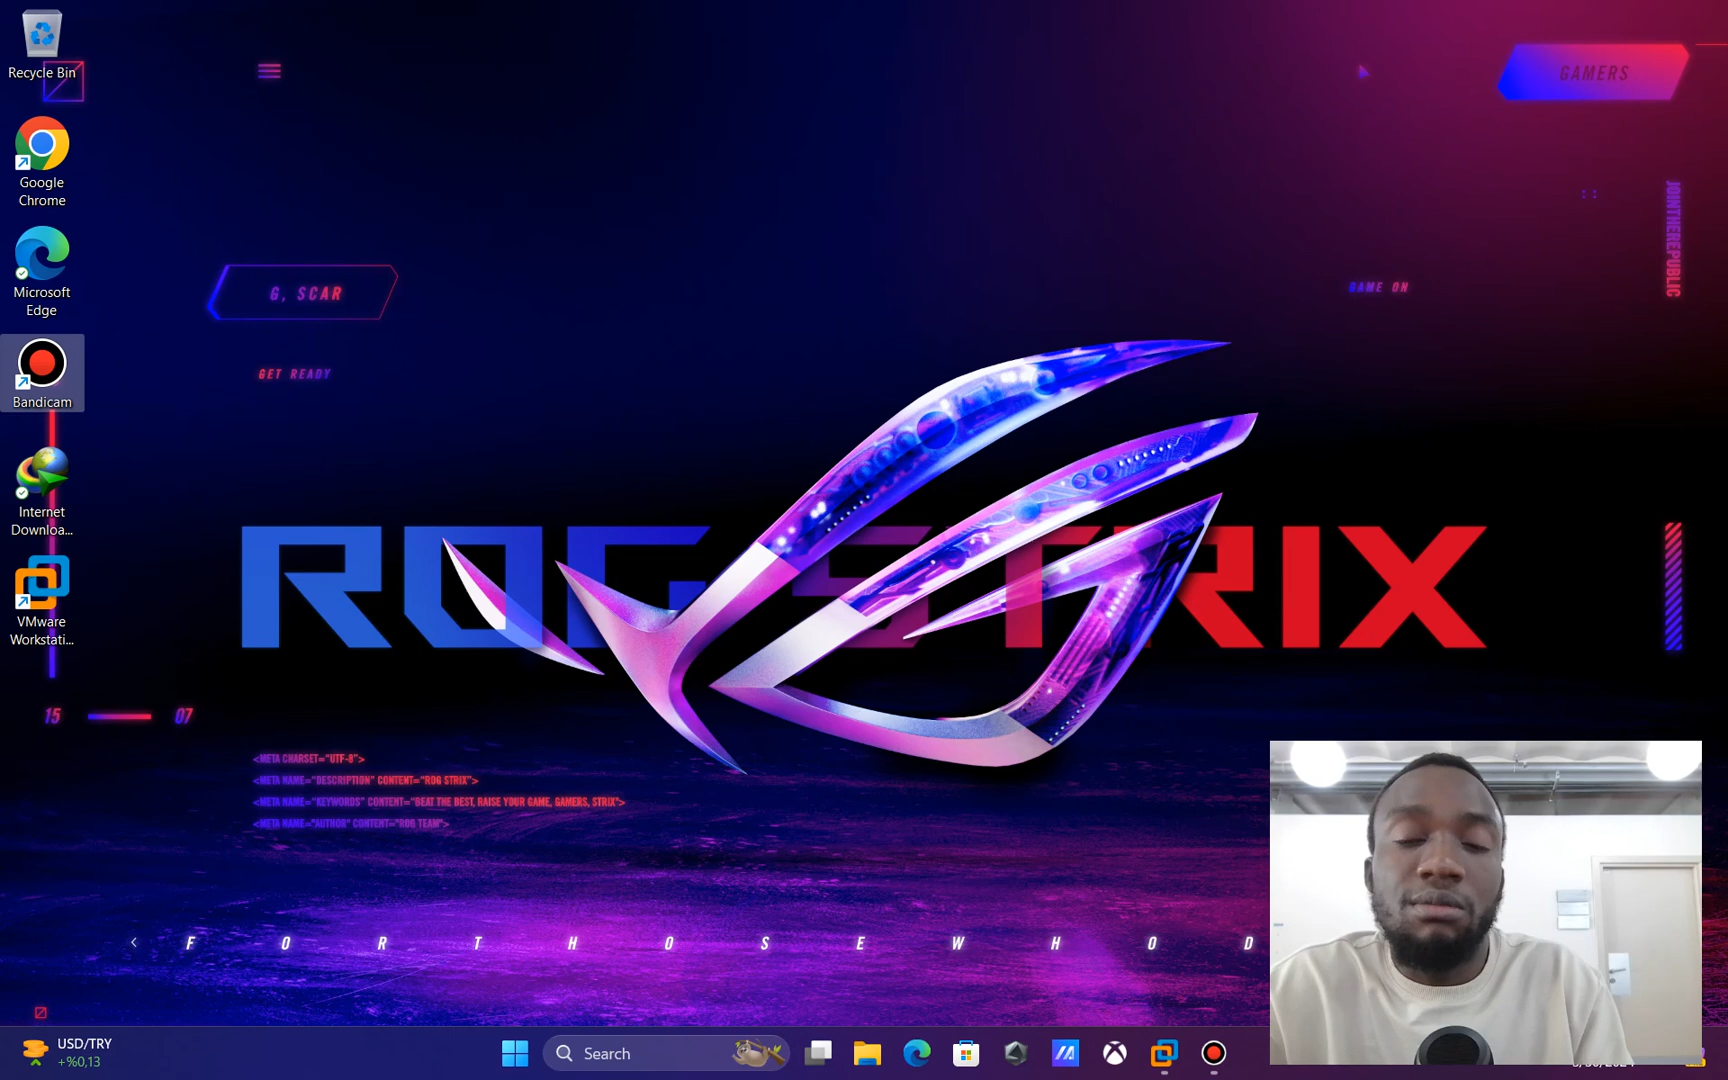 Recycle Bin
GAMERS
Google
Chrome
JOINTHEREPUBLIC
G, SCAR
GAME ON
Microsoft
Edge
GET READY
Bandicam
Internet
Downloa...
ROG STRIX
VMware
Workstati...
15
07
<META CHARSET="UTF-8">
<META NAME="DESCRIPTION" CONTENT="ROG STRIX">
<META NAME="KEYWORDS" CONTENT="BEAT THE BEST, RAISE YOUR GAME, GAMERS, STRIX">
<META NAME="AUTHOR" CONTENT="ROG TEAM">
F O R T H O S E W H O D
USD/TRY
+%0,13
Search